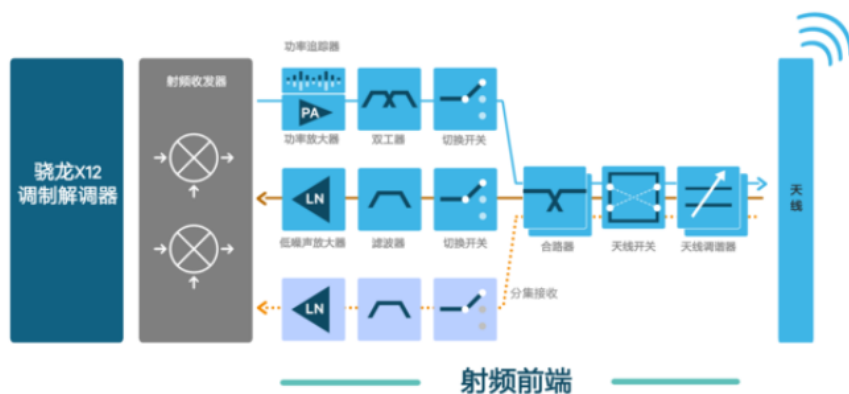 功率追踪器
射频收发器
PA
功率放大器
双工器
切换开关
骁龙X12
调制解调器
LN
低噪声放大器
滤波器
切换开关
合路器
天线开关
天线调谐器
天线
LN
分集接收
射频前端